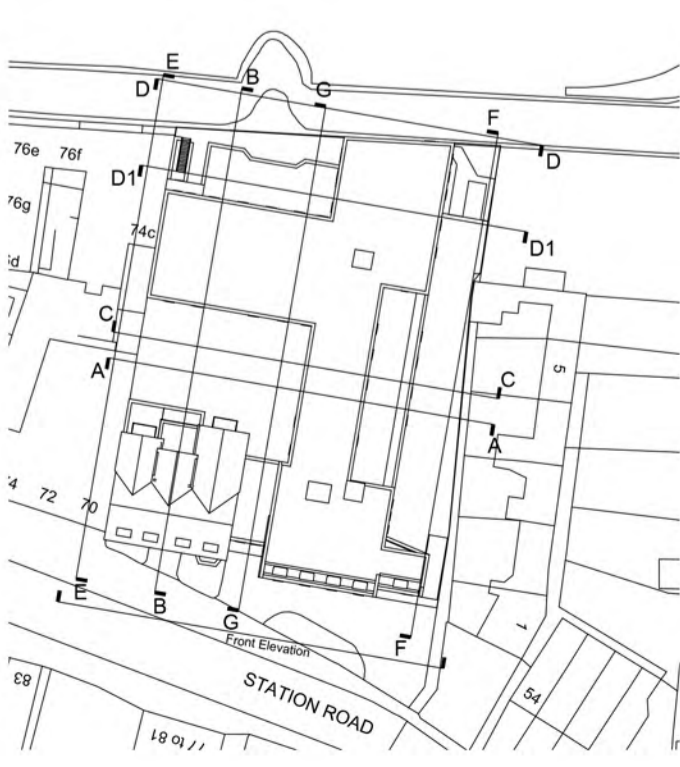 E
D
B
G
F
D
76e 76f
D1
76g
74c
D1
C
A
C
5
A
72
70
E
B
G
F
Front Elevation
1
STATION ROAD
54
83
77 to 81